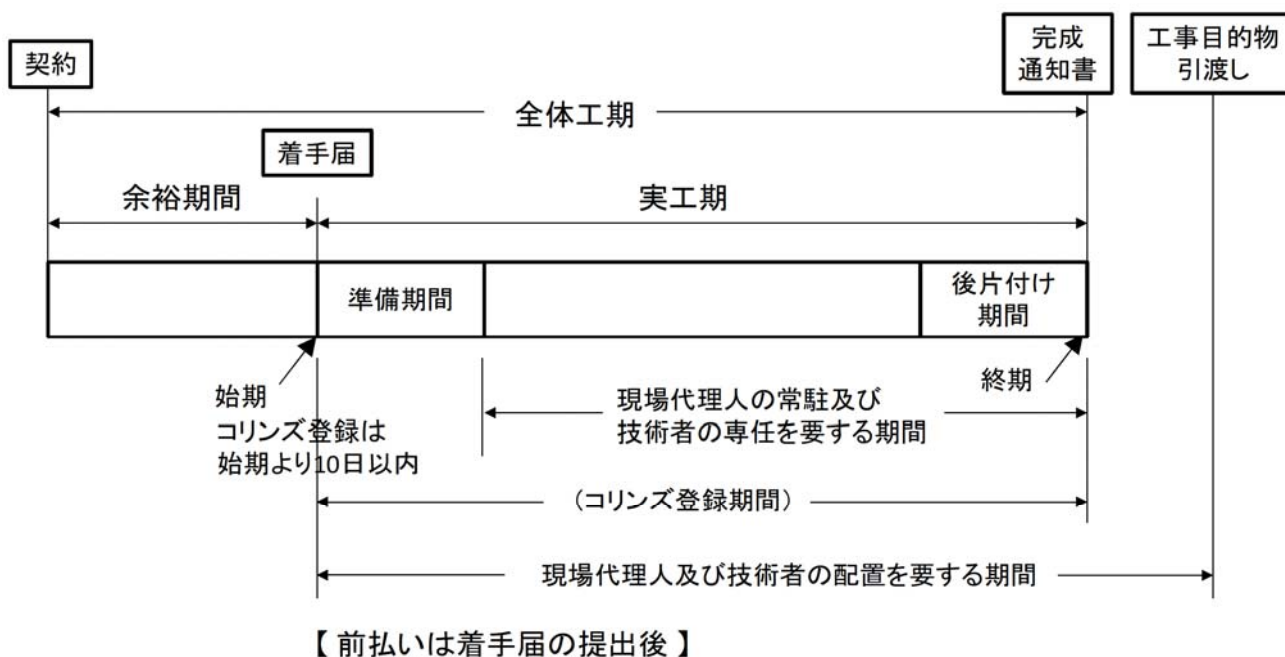 契約
完成
通知書
工事目的物
引渡し
全体工期
着手届
余裕期間
実工期
準備期間
後片付け
期間
始期
コリンズ登録は
始期より10日以内
終期
現場代理人の常駐及び
技術者の専任を要する期間
(コリンズ登録期間)
現場代理人及び技術者の配置を要する期間
【 前払いは着手届の提出後 】